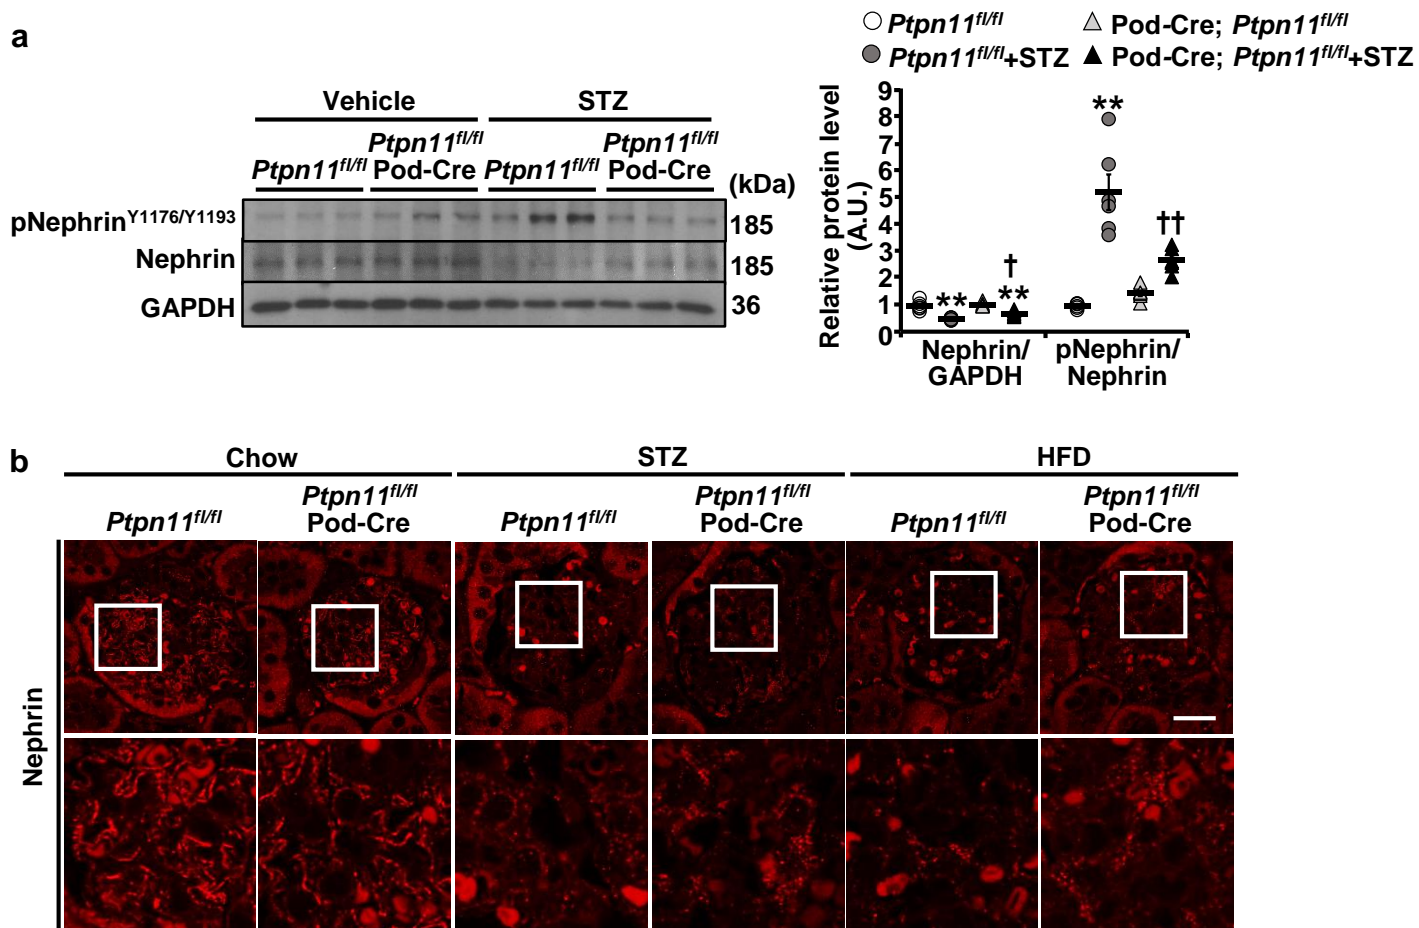 a
Vehicle
STZ
Ptpn11fl/fl
Ptpn11fl/fl
Pod-Cre
Ptpn11fl/fl
Ptpn11fl/fl
Pod-Cre
(kDa)
pNephrinY1176/Y1193
185
Nephrin
185
GAPDH
36
Ptpn11fl/fl
Pod-Cre; Ptpn11fl/fl
Ptpn11fl/fl+STZ
Pod-Cre; Ptpn11fl/fl+STZ
Relative protein level
(A.U.)
9
8
7
6
5
4
3
2
1
0
**
†
**
**
††
Nephrin/
GAPDH
pNephrin/
Nephrin
b
Chow
STZ
HFD
Ptpn11fl/fl
Ptpn11fl/fl
Pod-Cre
Ptpn11fl/fl
Ptpn11fl/fl
Pod-Cre
Ptpn11fl/fl
Ptpn11fl/fl
Pod-Cre
Nephrin